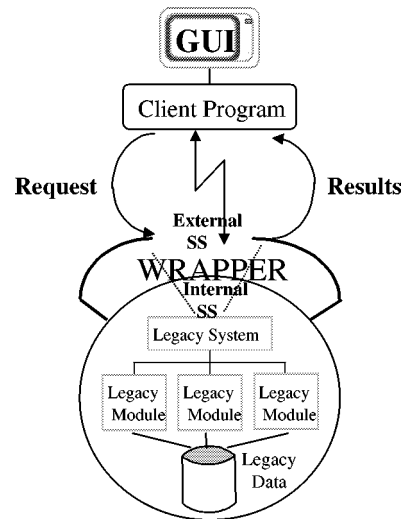 GUI
Client Program
Request
Results
External
SS
WRAPPER
Internal
SS
Legacy System
Legacy
Module
Legacy
Module
Legacy
Module
Legacy
Data